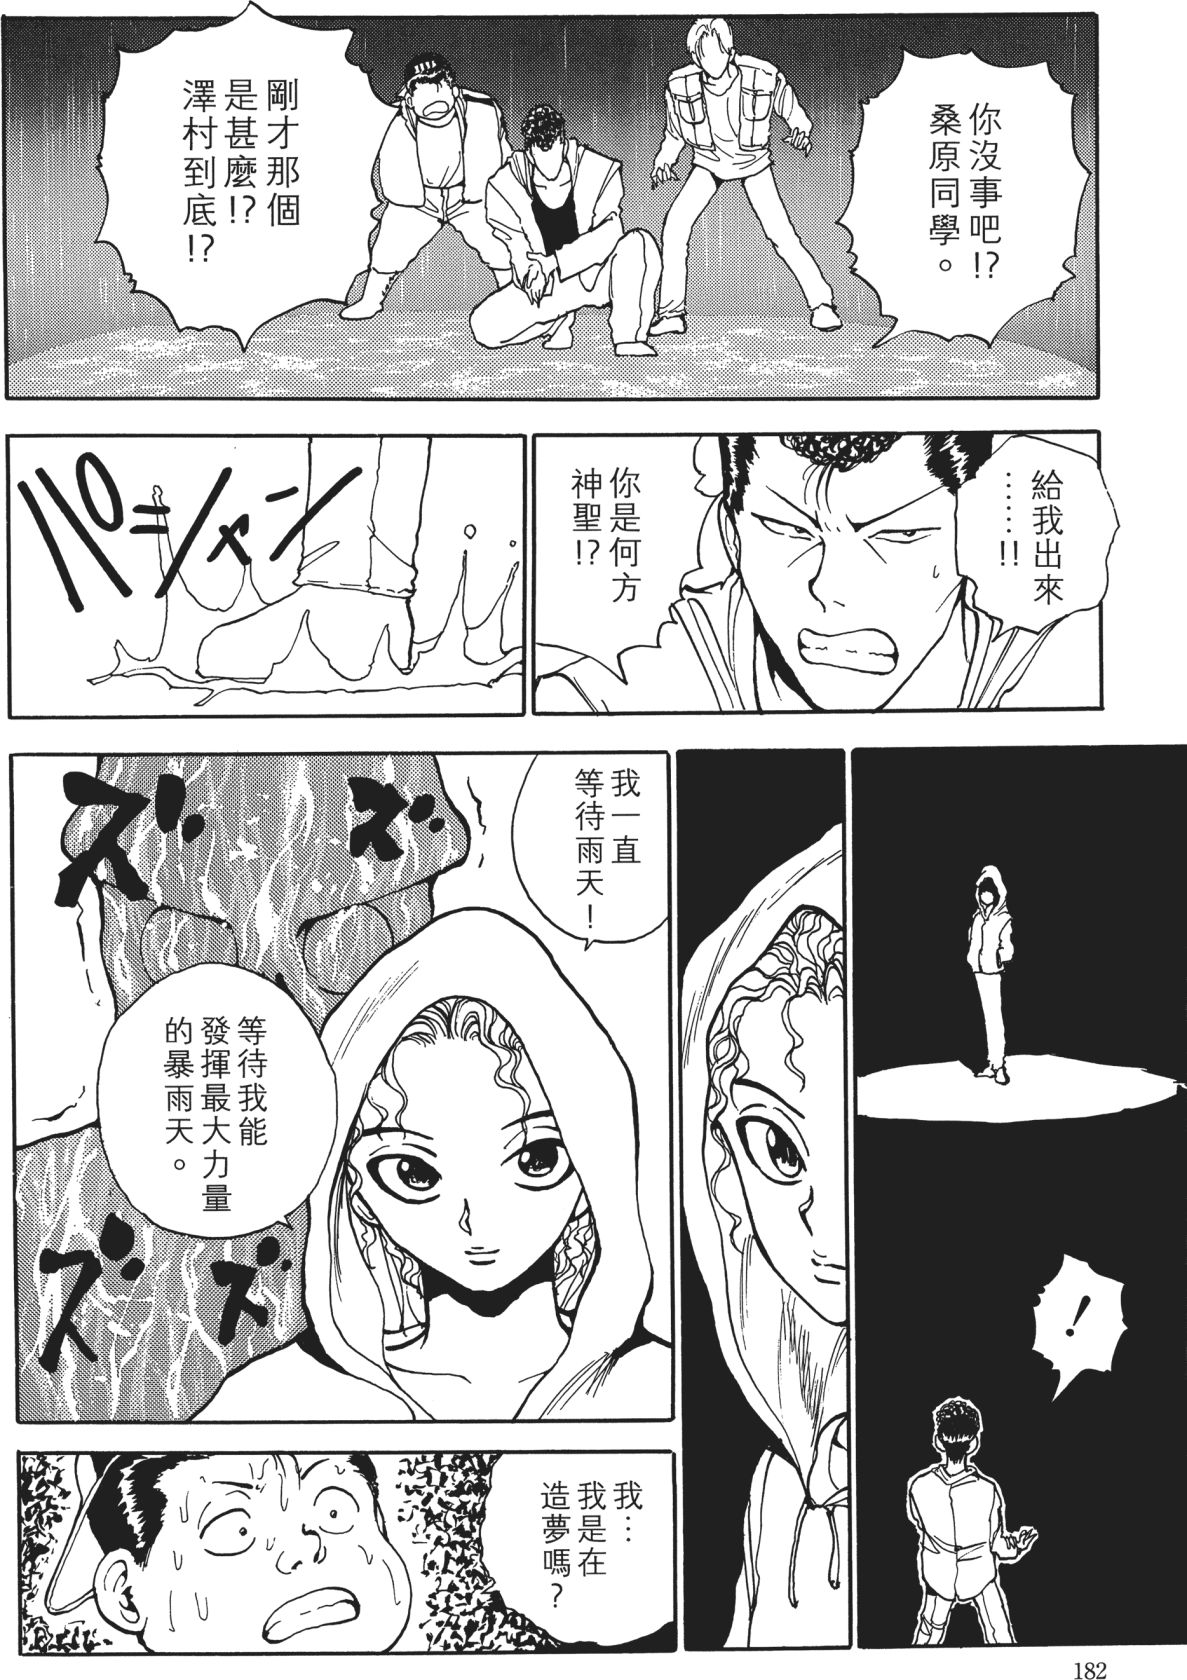 你沒事吧!?
桑原同學。
剛才那個
是甚麼!?
澤村到底!?
給我出來
……!!
你是何方
神聖!?
パシャン
！
我一直
等待雨天！
ズズ
等待我能
發揮最大力量
的暴雨天。
ズズ
我…
我是在
造夢嗎？
182